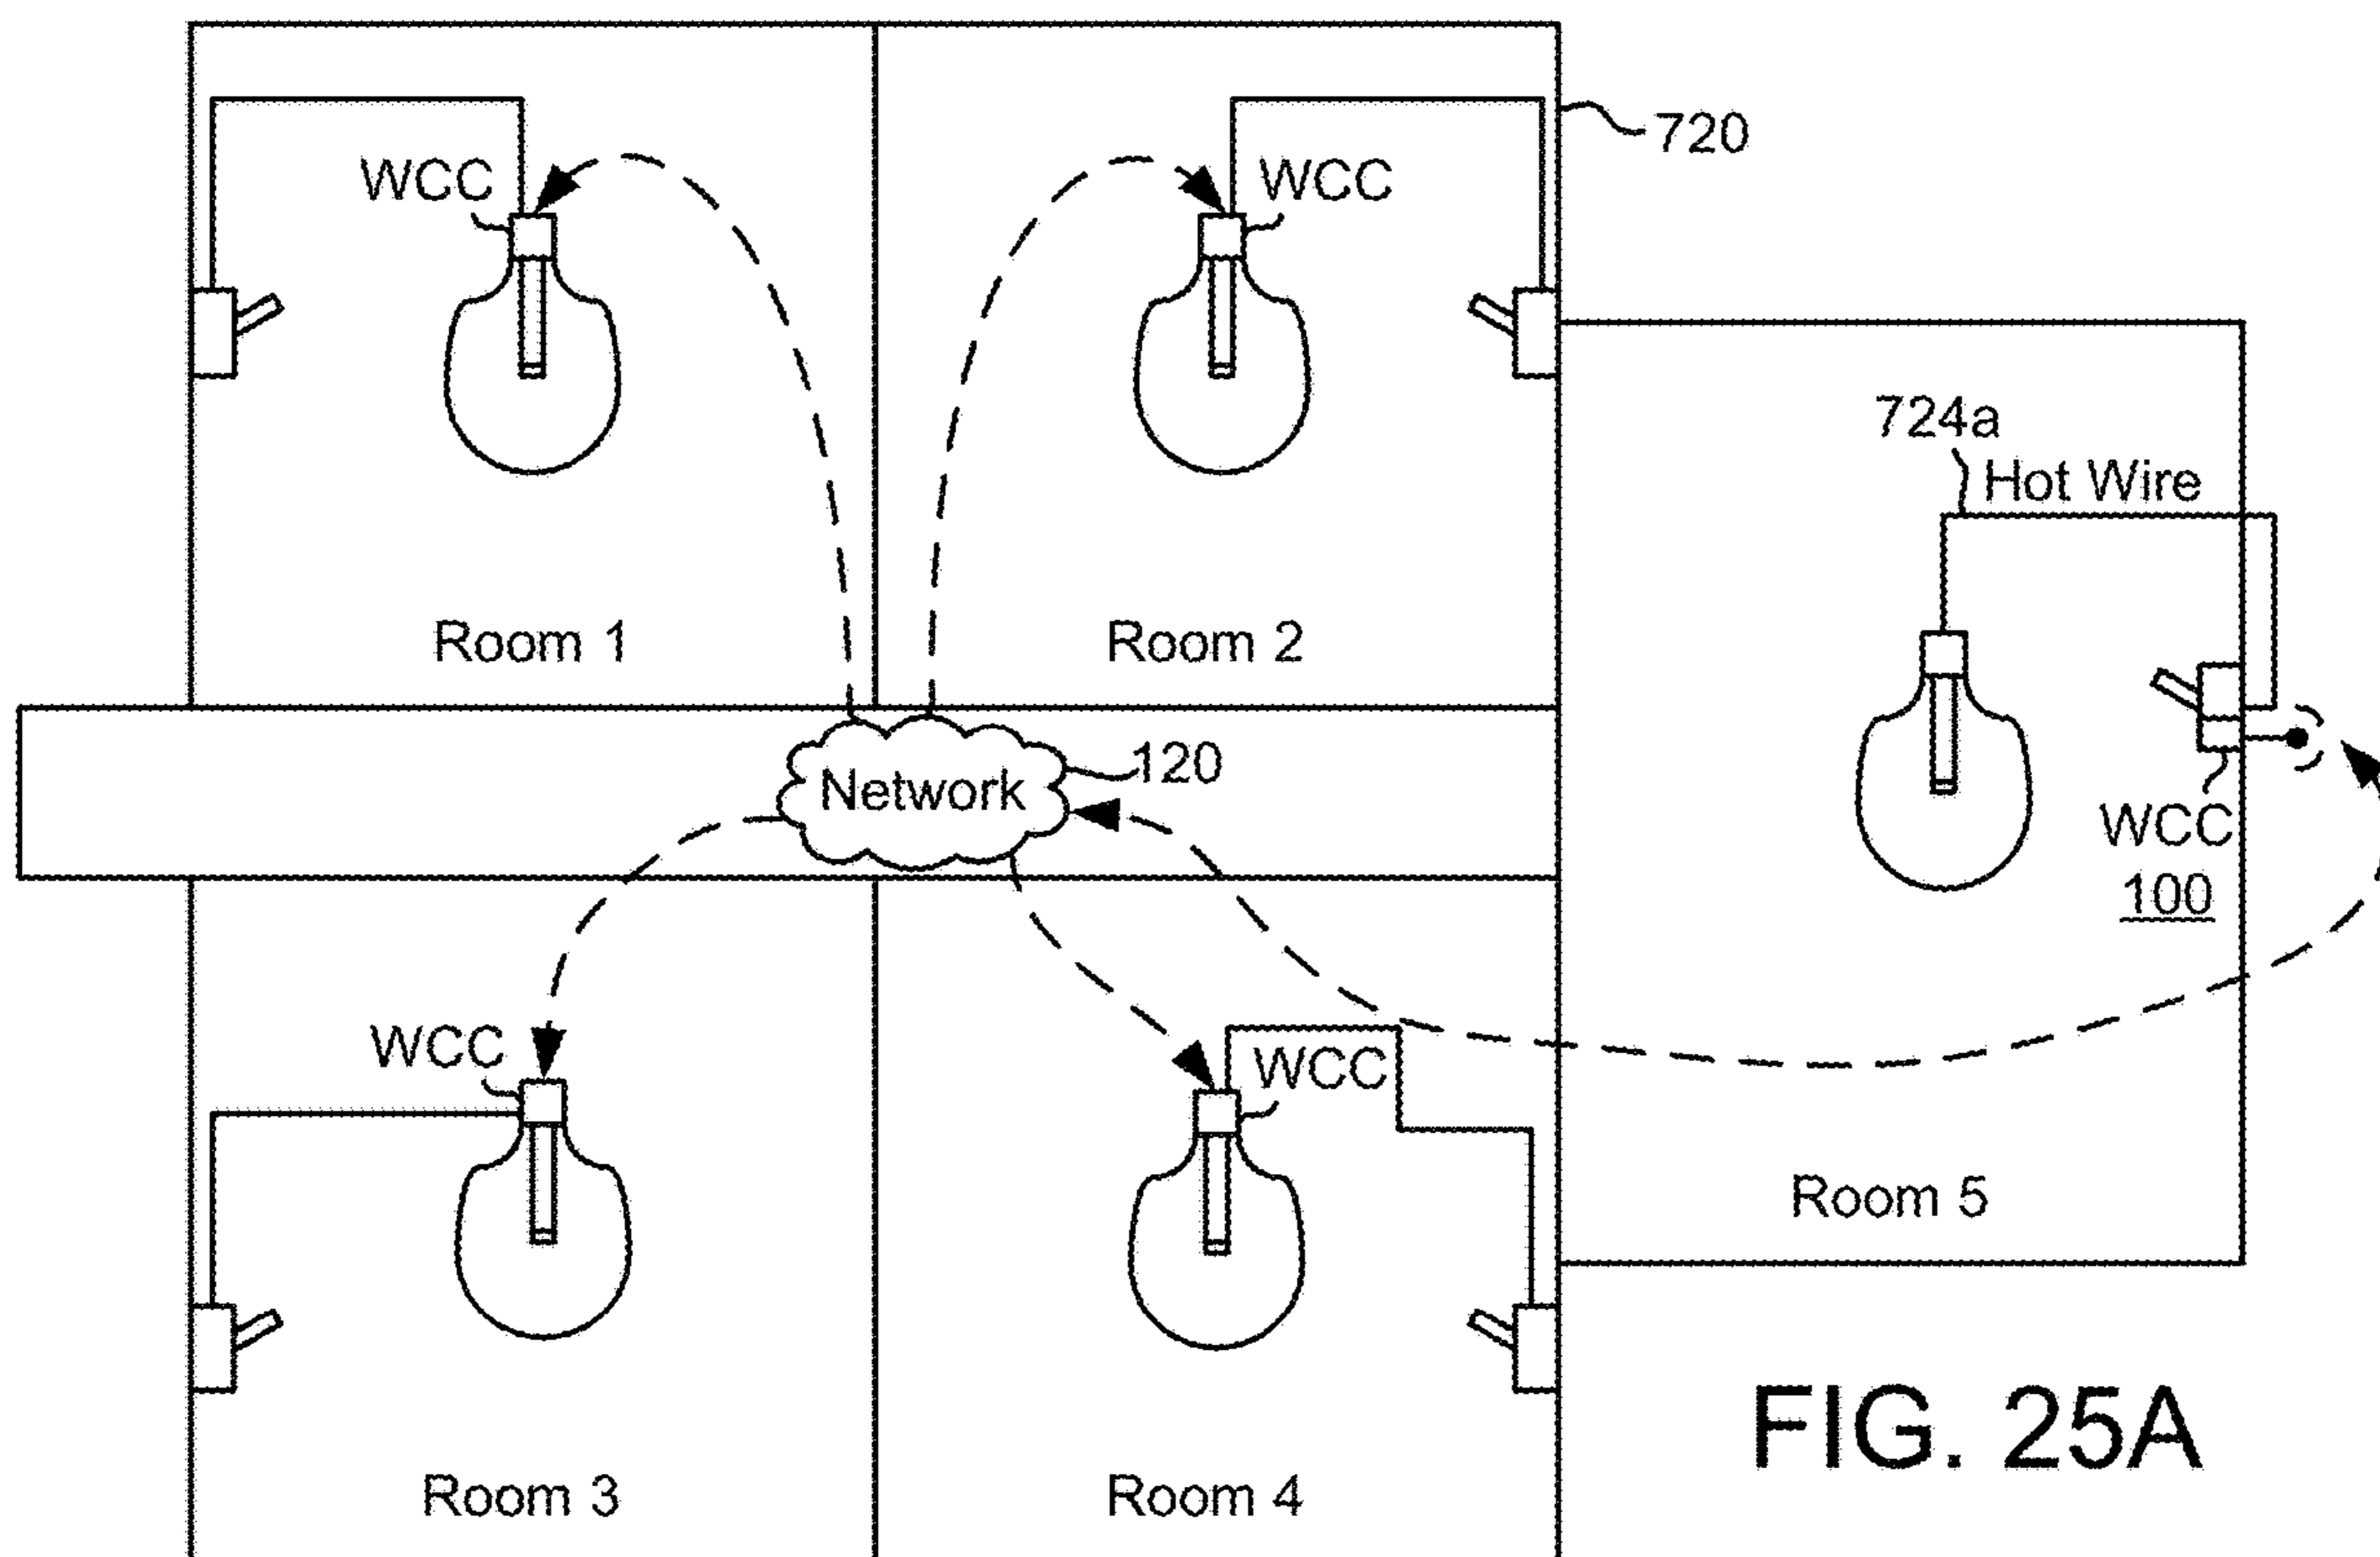 WCC
WCC
720
724a
Hot Wire
Room 1
Room 2
Network
120
WCC
100
WCC
WCC
Room 5
Room 3
Room 4
FIG. 25A